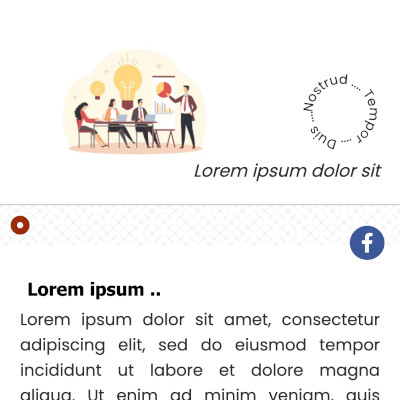 Nostrud .... Tempor .... Duis ....
Lorem ipsum dolor sit
Lorem ipsum ..
Lorem ipsum dolor sit amet, consectetur
adipiscing elit, sed do eiusmod tempor
incididunt ut labore et dolore magna
aliqua. Ut enim ad minim veniam, quis